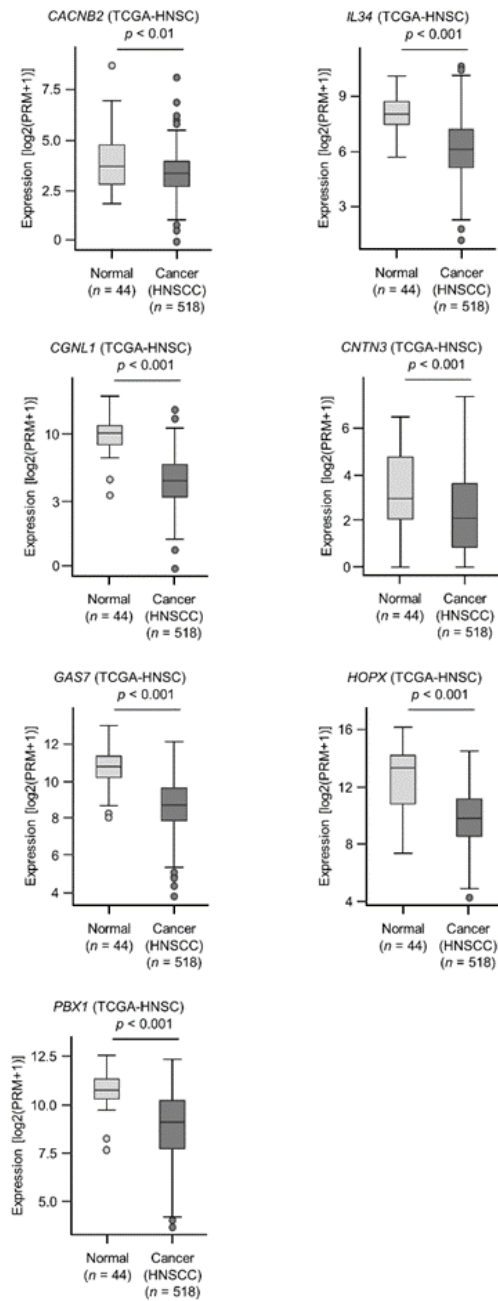 CACNB2 (TCGA-HNSC)
p < 0.01
Expression [log2(PRM+1)]
7.5
5.0
2.5
0
Normal
(n = 44)
Cancer
(HNSCC)
(n = 518)
IL34 (TCGA-HNSC)
p < 0.001
Expression [log2(PRM+1)]
9
6
3
Normal
(n = 44)
Cancer
(HNSCC)
(n = 518)
CGNL1 (TCGA-HNSC)
p < 0.001
Expression [log2(PRM+1)]
10
3
0
Normal
(n = 44)
Cancer
(HNSCC)
(n = 518)
CNTN3 (TCGA-HNSC)
p < 0.001
Expression [log2(PRM+1)]
6
4
2
0
Normal
(n = 44)
Cancer
(HNSCC)
(n = 518)
GAS7 (TCGA-HNSC)
p < 0.001
Expression [log2(PRM+1)]
12
10
8
6
4
Normal
(n = 44)
Cancer
(HNSCC)
(n = 518)
HOPX (TCGA-HNSC)
p < 0.001
Expression [log2(PRM+1)]
16
12
8
4
Normal
(n = 44)
Cancer
(HNSCC)
(n = 518)
PBX1 (TCGA-HNSC)
p < 0.001
Expression [log2(PRM+1)]
12.5
10.0
7.5
5.0
Normal
(n = 44)
Cancer
(HNSCC)
(n = 518)